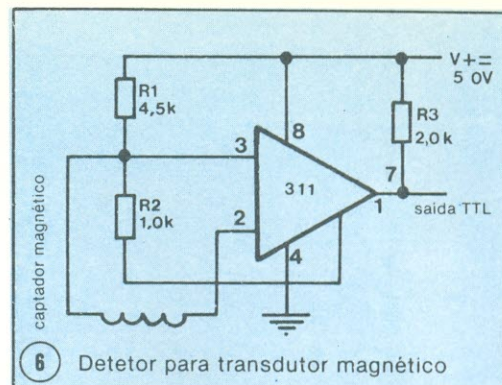 V+=
5 0V
R1
4,5k
R3
2,0k
8
3
7
311
1
saída TTL
R2
1,0k
2
4
captador magnético
6 Detetor para transdutor magnético